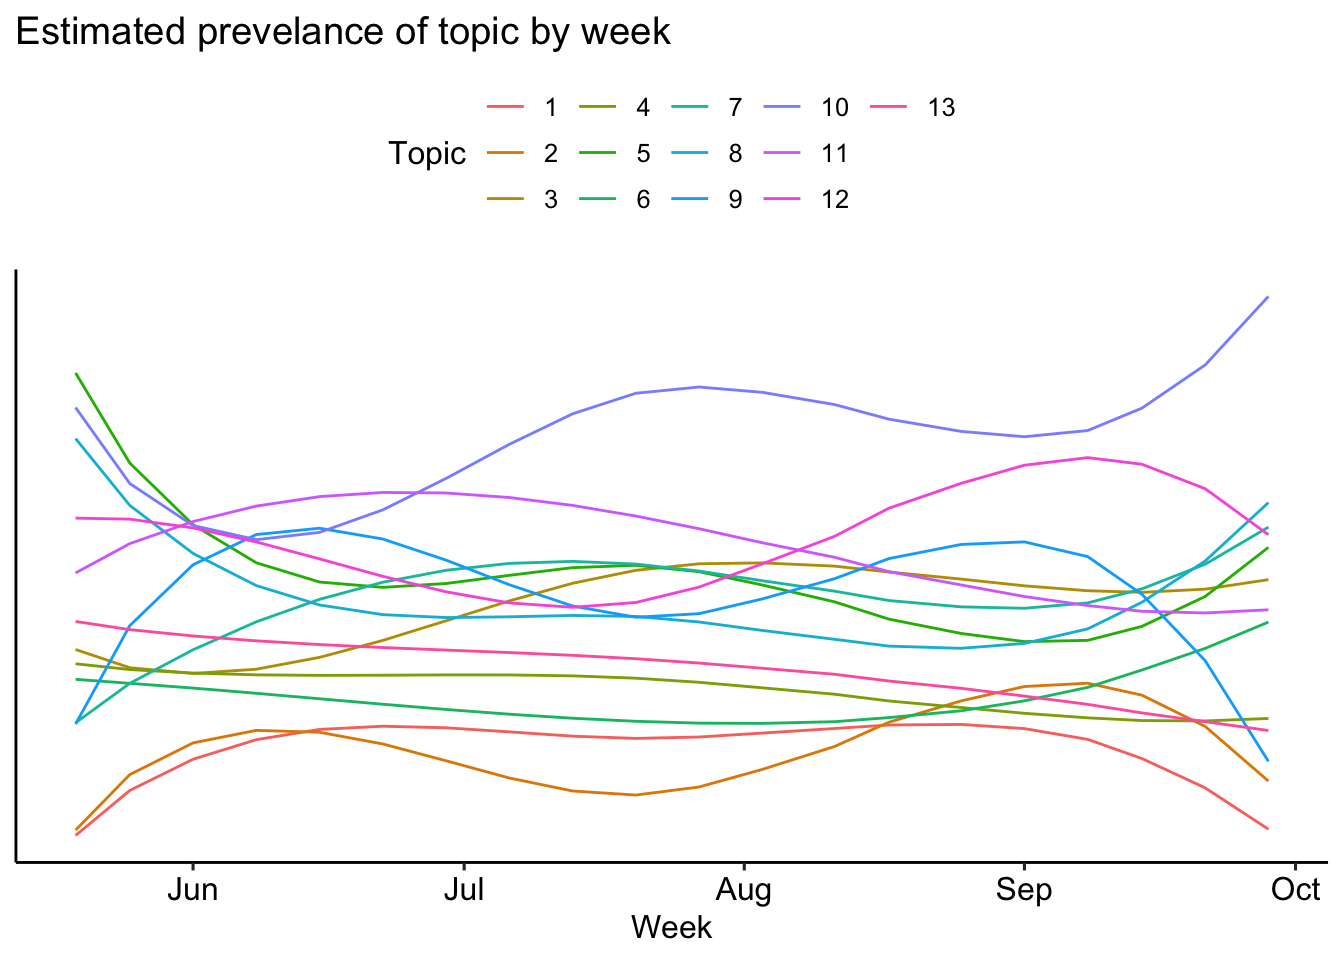 Estimated prevelance of topic by week
1 4 7 10 13
Topic 2 5 8 11
3 6 9 12
Jun Jul Aug Sep Oct
Week